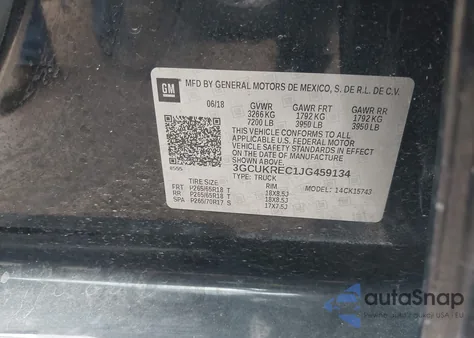 GM
MFD BY GENERAL MOTORS DE MEXICO, S. DE R.L. DE C.V.
06/18 GVWR GAWR FRT GAWR RR
3266 KG 1792 KG 1792 KG
7200 LB 3950 LB 3950 LB
THIS VEHICLE CONFORMS TO ALL
APPLICABLE U.S. FEDERAL MOTOR
VEHICLE SAFETY STANDARDS IN
EFFECT ON THE DATE OF
MANUFACTURE SHOWN ABOVE.
3GCUKREC1JG459134
TYPE: TRUCK
MODEL: 14CK15743
TIRE SIZE RIM
FRT P265/65R18 T 18X8.5J
RR P265/65R18 T 18X8.5J
SPA P265/70R17 S 17X7.5J
autoSnap